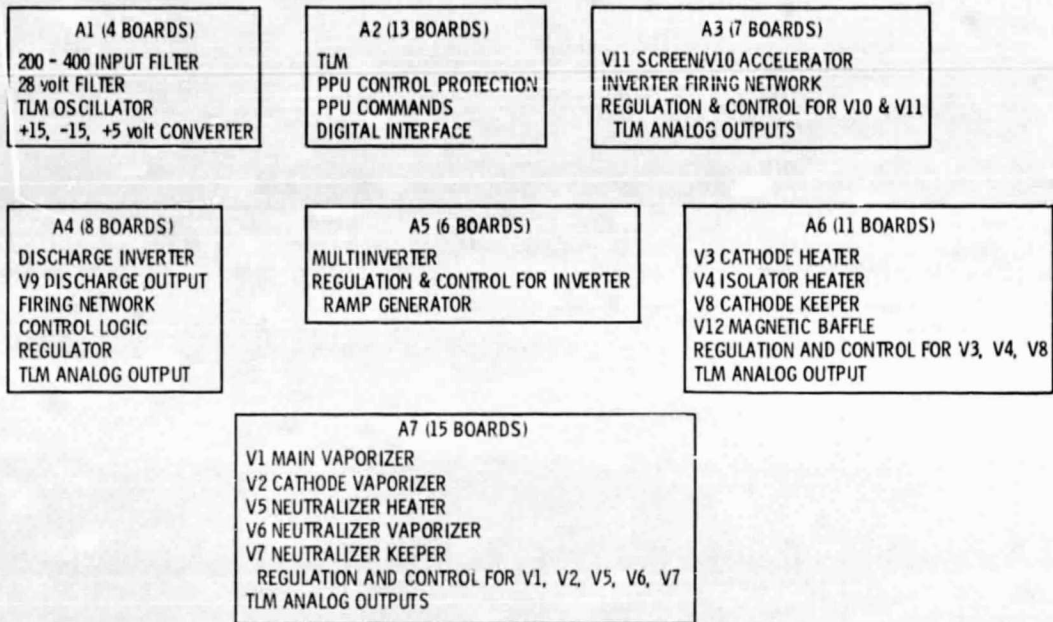 A1 (4 BOARDS)
200 - 400 INPUT FILTER
28 volt FILTER
TLM OSCILLATOR
+15, -15, +5 volt CONVERTER
A2 (13 BOARDS)
TLM
PPU CONTROL PROTECTION
PPU COMMANDS
DIGITAL INTERFACE
A3 (7 BOARDS)
V11 SCREEN/V10 ACCELERATOR
INVERTER FIRING NETWORK
REGULATION & CONTROL FOR V10 & V11
TLM ANALOG OUTPUTS
A4 (8 BOARDS)
DISCHARGE INVERTER
V9 DISCHARGE OUTPUT
FIRING NETWORK
CONTROL LOGIC
REGULATOR
TLM ANALOG OUTPUT
A5 (6 BOARDS)
MULTIINVERTER
REGULATION & CONTROL FOR INVERTER
RAMP GENERATOR
A6 (11 BOARDS)
V3 CATHODE HEATER
V4 ISOLATOR HEATER
V8 CATHODE KEEPER
V12 MAGNETIC BAFFLE
REGULATION AND CONTROL FOR V3, V4, V8
TLM ANALOG OUTPUT
A7 (15 BOARDS)
V1 MAIN VAPORIZER
V2 CATHODE VAPORIZER
V5 NEUTRALIZER HEATER
V6 NEUTRALIZER VAPORIZER
V7 NEUTRALIZER KEEPER
REGULATION AND CONTROL FOR V1, V2, V5, V6, V7
TLM ANALOG OUTPUTS